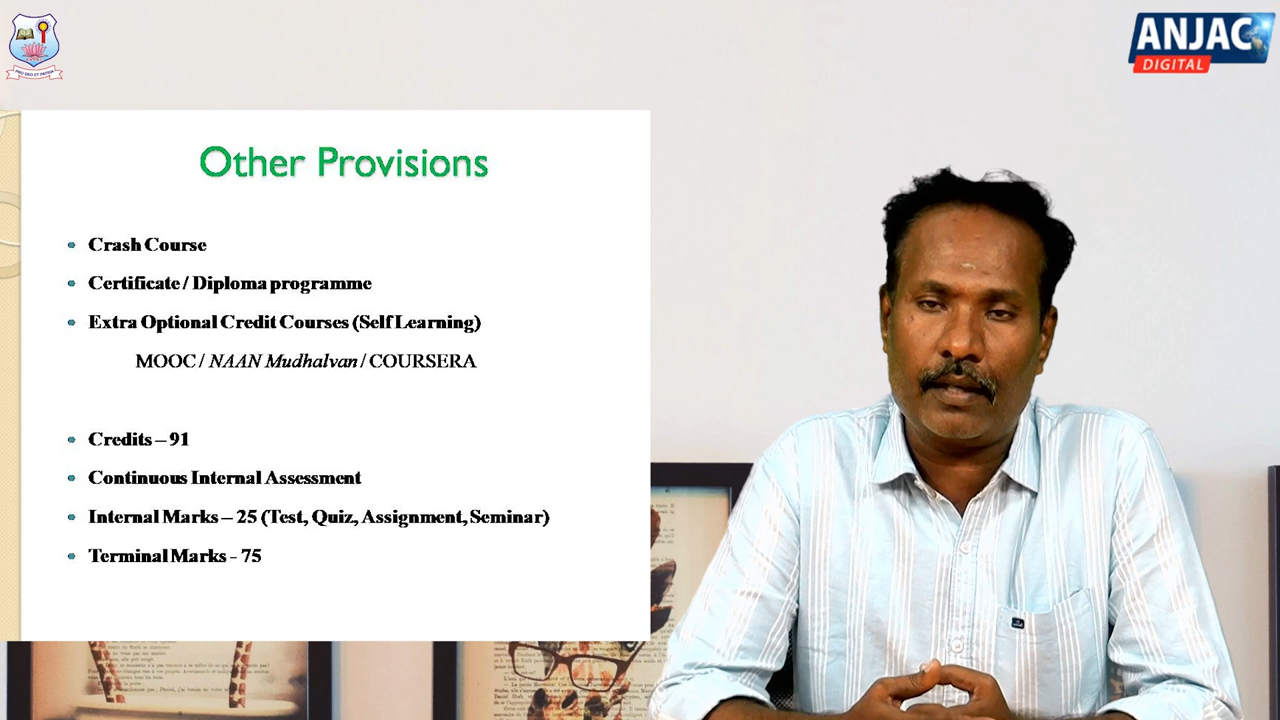 ANJAC
DIGITAL
Other Provisions
Crash Course
Certificate / Diploma programme
Extra Optional Credit Courses (Self Learning)
MOOC / NAAN Mudhalvan / COURSERA
Credits – 91
Continuous Internal Assessment
Internal Marks – 25 (Test, Quiz, Assignment, Seminar)
Terminal Marks - 75